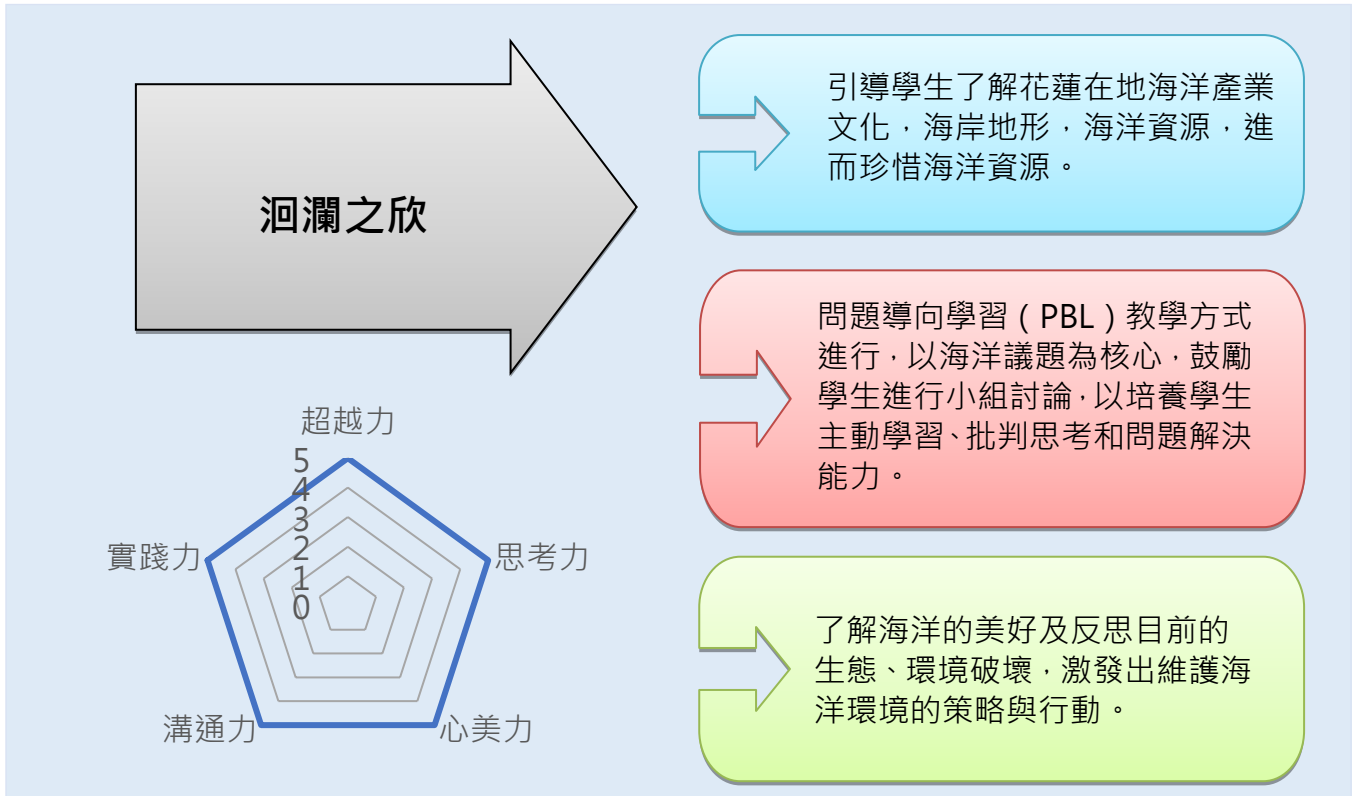 洄瀾之欣
引導學生了解花蓮在地海洋產業
文化，海岸地形，海洋資源，進
而珍惜海洋資源。
問題導向學習（PBL）教學方式
進行，以海洋議題為核心，鼓勵
學生進行小組討論，以培養學生
主動學習、批判思考和問題解決
能力。
了解海洋的美好及反思目前的
生態、環境破壞，激發出維護海
洋環境的策略與行動。
超越力
5
4
3
2
1
0
實踐力
思考力
溝通力
心美力